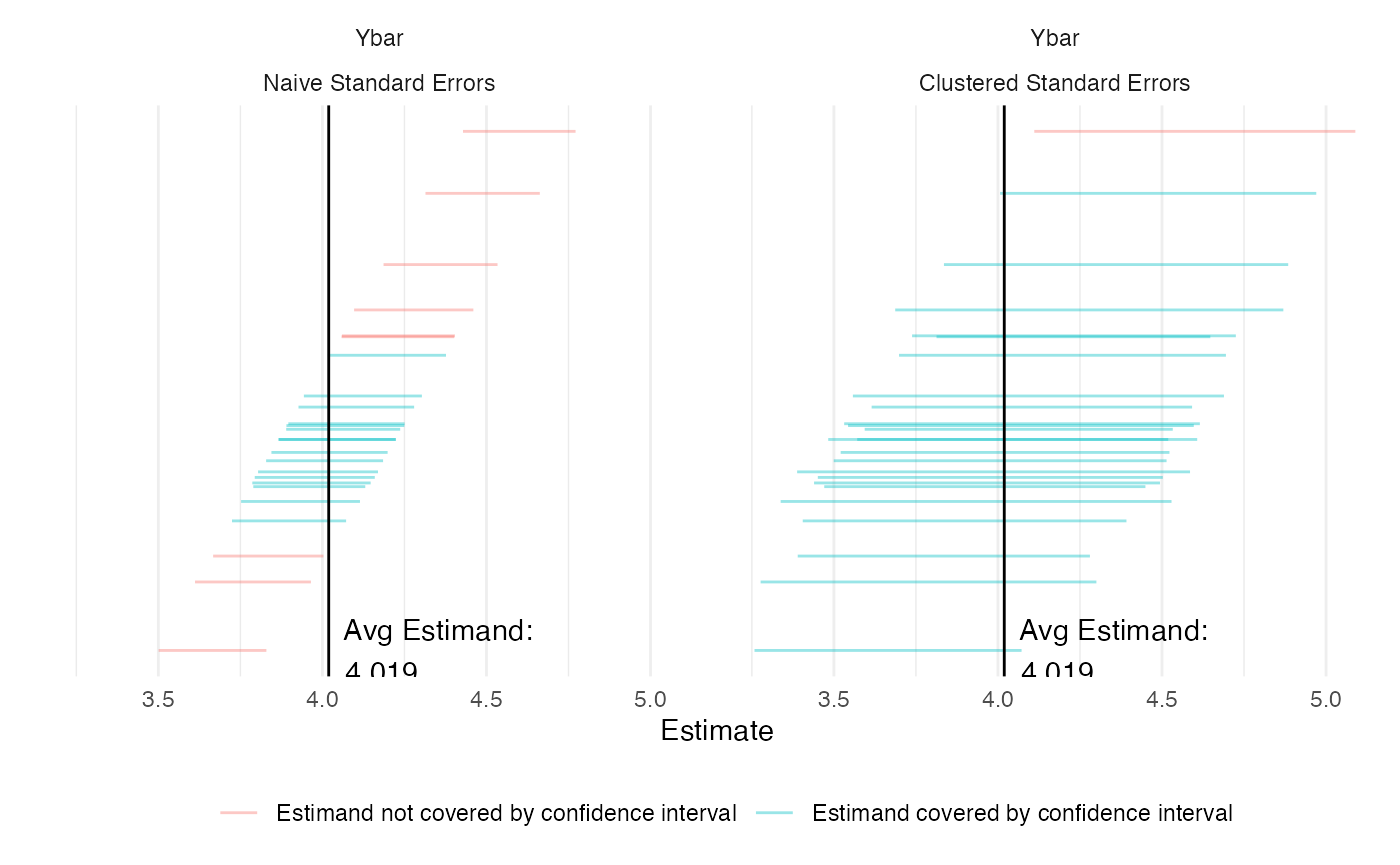 Ybar
Ybar
Naive Standard Errors
Clustered Standard Errors
Avg Estimand:
4.019
Avg Estimand:
4.019
3.5
4.0
4.5
5.0
3.5
4.0
4.5
5.0
Estimate
Estimand not covered by confidence interval
Estimand covered by confidence interval